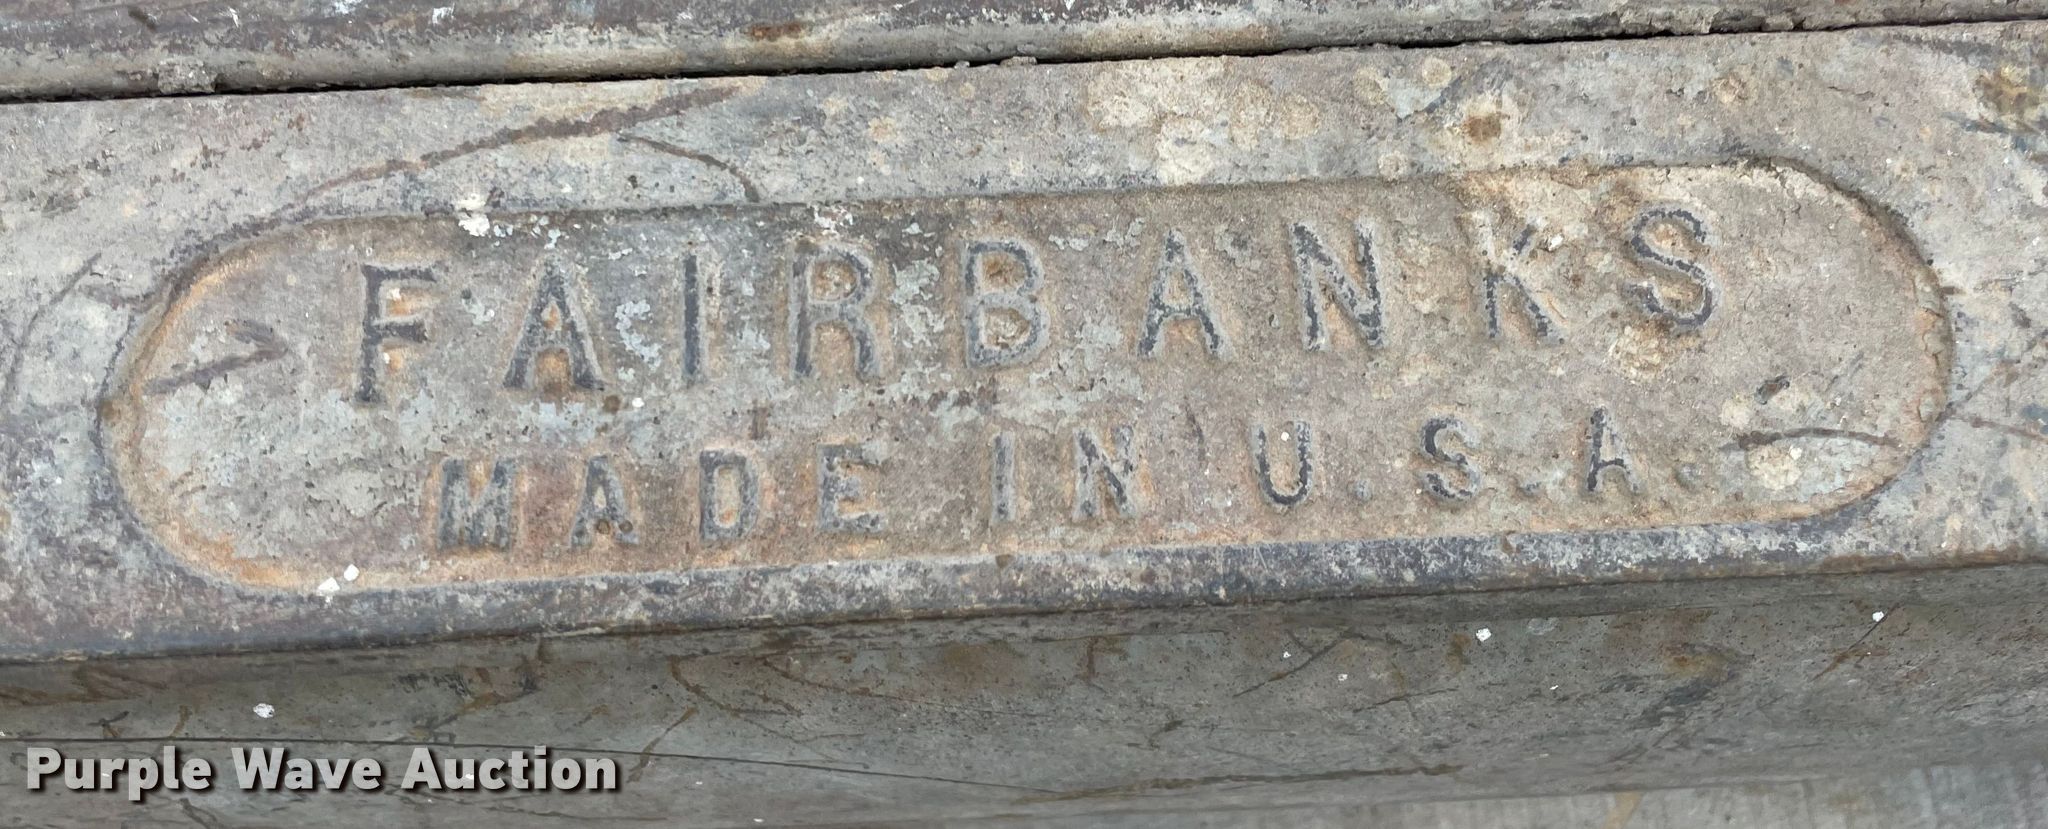 FAIRBANKS
MADE IN U.S.A.
Purple Wave Auction